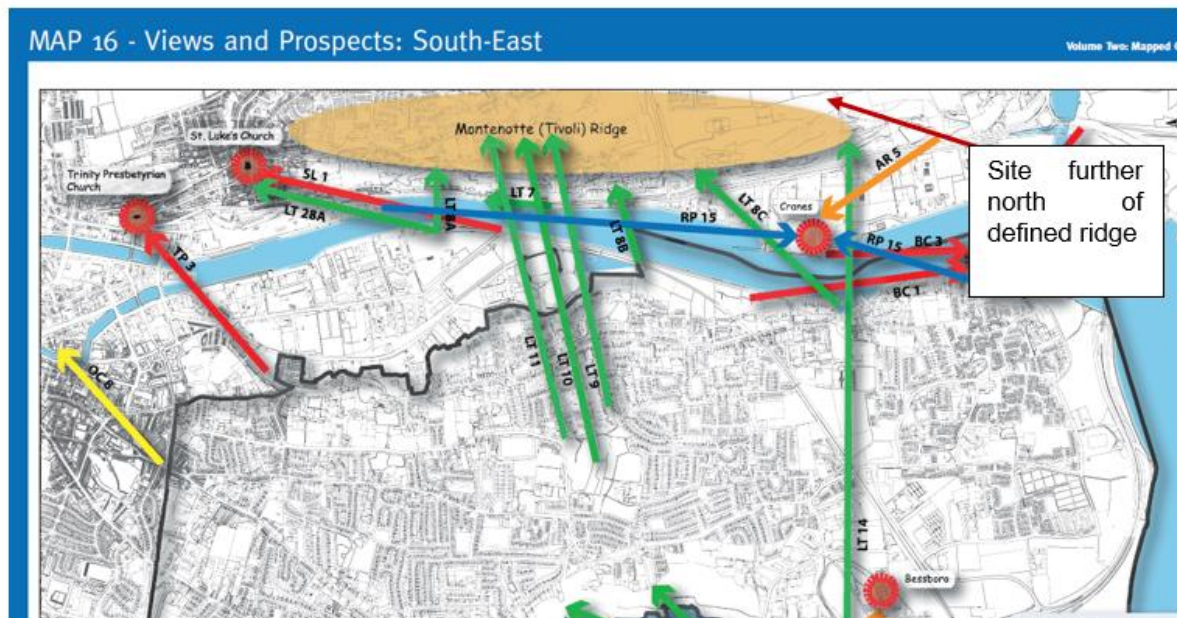 MAP 16 - Views and Prospects: South-East
Volume Two: Mapped
Montenotte (Tivoli) Ridge
St. Luke's Church
Trinity Presbetyrian
Church
SL 1
LT 28A
LT 8A
LT 7
RP 15
LT 8B
LT 8C
AR 5
Cranes
RP 15
BC 3
BC 1
Site further
north of
defined ridge
TP 3
OC 8
LT 11
LT 10
LT 9
LT 14
Bessboro